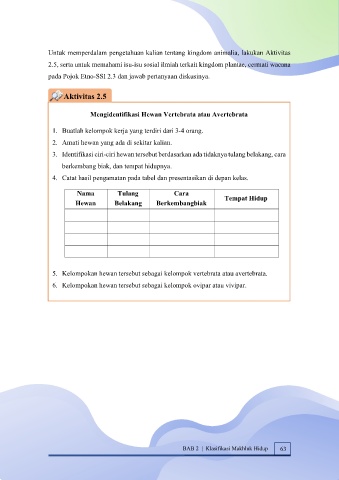 Untuk memperdalam pengetahuan kalian tentang kingdom animalia, lakukan Aktivitas
2.5, serta untuk memahami isu-isu sosial ilmiah terkait kingdom plantae, cermati wacana
pada Pojok Etno-SSI 2.3 dan jawab pertanyaan diskusinya.
Aktivitas 2.5
Mengidentifikasi Hewan Vertebrata atau Avertebrata
1. Buatlah kelompok kerja yang terdiri dari 3-4 orang.
2. Amati hewan yang ada di sekitar kalian.
3. Identifikasi ciri-ciri hewan tersebut berdasarkan ada tidaknya tulang belakang, cara
berkembang biak, dan tempat hidupnya.
4. Catat hasil pengamatan pada tabel dan presentasikan di depan kelas.
Nama Hewan Tulang Belakang Cara Berkembangbiak Tempat Hidup
5. Kelompokan hewan tersebut sebagai kelompok vertebrata atau avertebrata.
6. Kelompokan hewan tersebut sebagai kelompok ovipar atau vivipar.
BAB 2 | Klasifikasi Makhluk Hidup 63